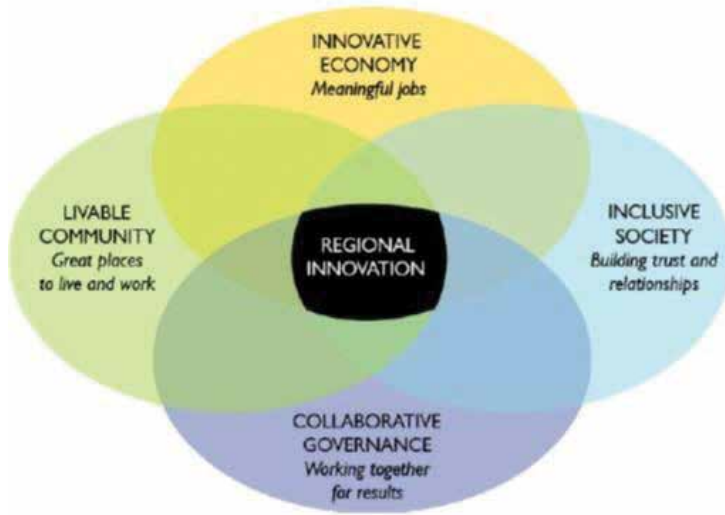 INNOVATIVE
ECONOMY
Meaningful jobs
LIVABLE
COMMUNITY
Great places
to live and work
REGIONAL
INNOVATION
INCLUSIVE
SOCIETY
Building trust and
relationships
COLLABORATIVE
GOVERNANCE
Working together
for results